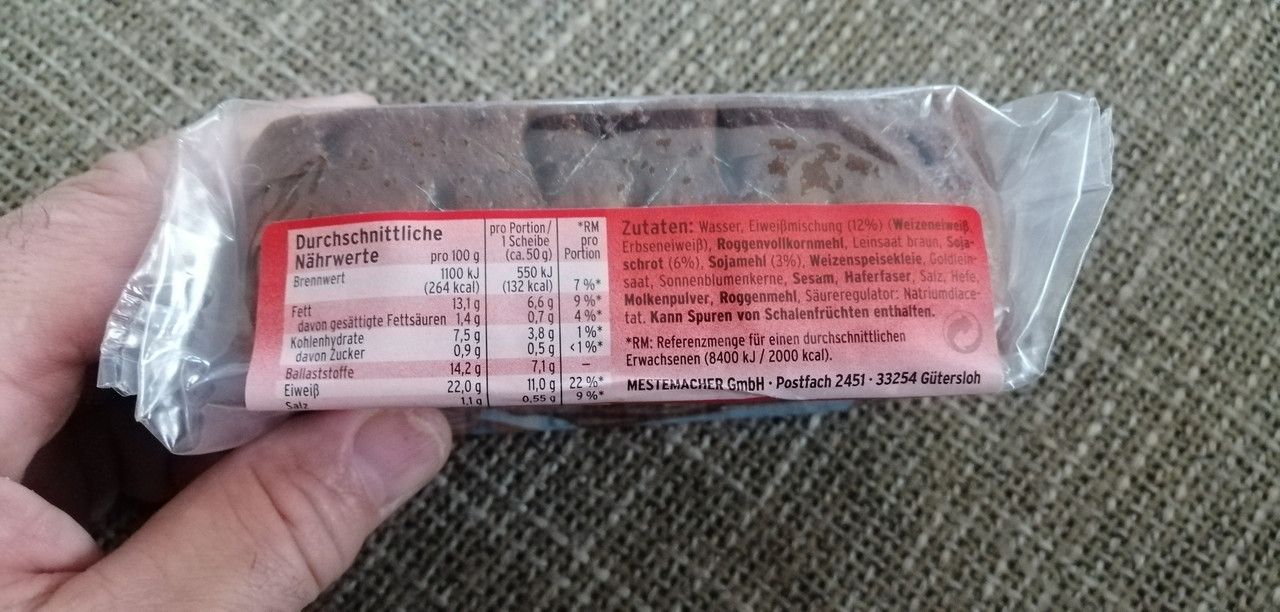 Durchschnittliche
Nährwerte
pro 100 g
pro Portion/
1 Scheibe
(ca. 50 g)
*RM
pro
Portion
Brennwert 1100 kJ 550 kJ
(264 kcal) (132 kcal) 7 %*
Fett 13,1 g 6,6 g 9 %*
davon gesättigte Fettsäuren 1,4 g 0,7 g 4 %*
Kohlenhydrate 7,5 g 3,8 g 1 %*
davon Zucker 0,9 g 0,5 g <1 %*
Ballaststoffe 14,2 g 7,1 g –
Eiweiß 22,0 g 11,0 g 22 %*
Salz 1,1 g 0,55 g 9 %*
Zutaten: Wasser, Eiweißmischung (12%) (Weizeneiweiß,
Erbseneiweiß), Roggenvollkornmehl, Leinsaat braun, Soja-
schrot (6%), Sojamehl (3%), Weizenspeisekleie, Goldlein-
saat, Sonnenblumenkerne, Sesam, Haferfaser, Salz, Hefe,
Molkenpulver, Roggenmehl, Säureregulator: Natriumdiace-
tat. Kann Spuren von Schalenfrüchten enthalten.
*RM: Referenzmenge für einen durchschnittlichen
Erwachsenen (8400 kJ / 2000 kcal).
MESTEMACHER GmbH · Postfach 2451 · 33254 Gütersloh